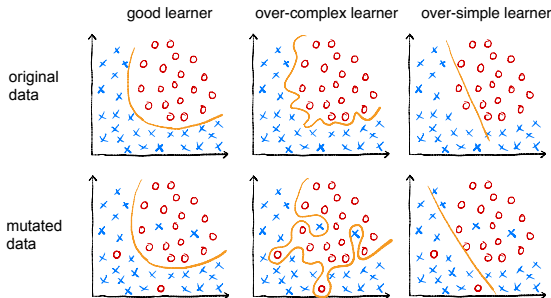 good learner
over-complex learner
over-simple learner
original
data
mutated
data